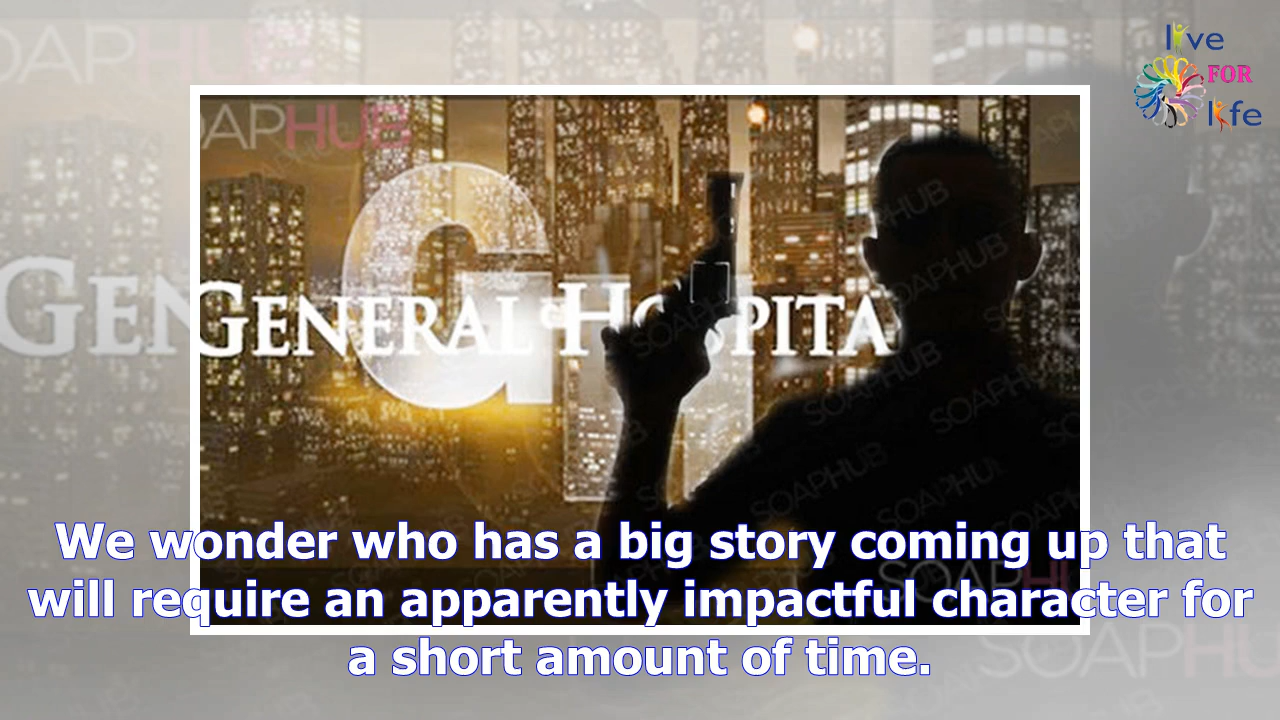 SOAPHUB
live
FOR
life
GENERAL HOSPITAL
GH
We wonder who has a big story coming up that
will require an apparently impactful character for
a short amount of time.